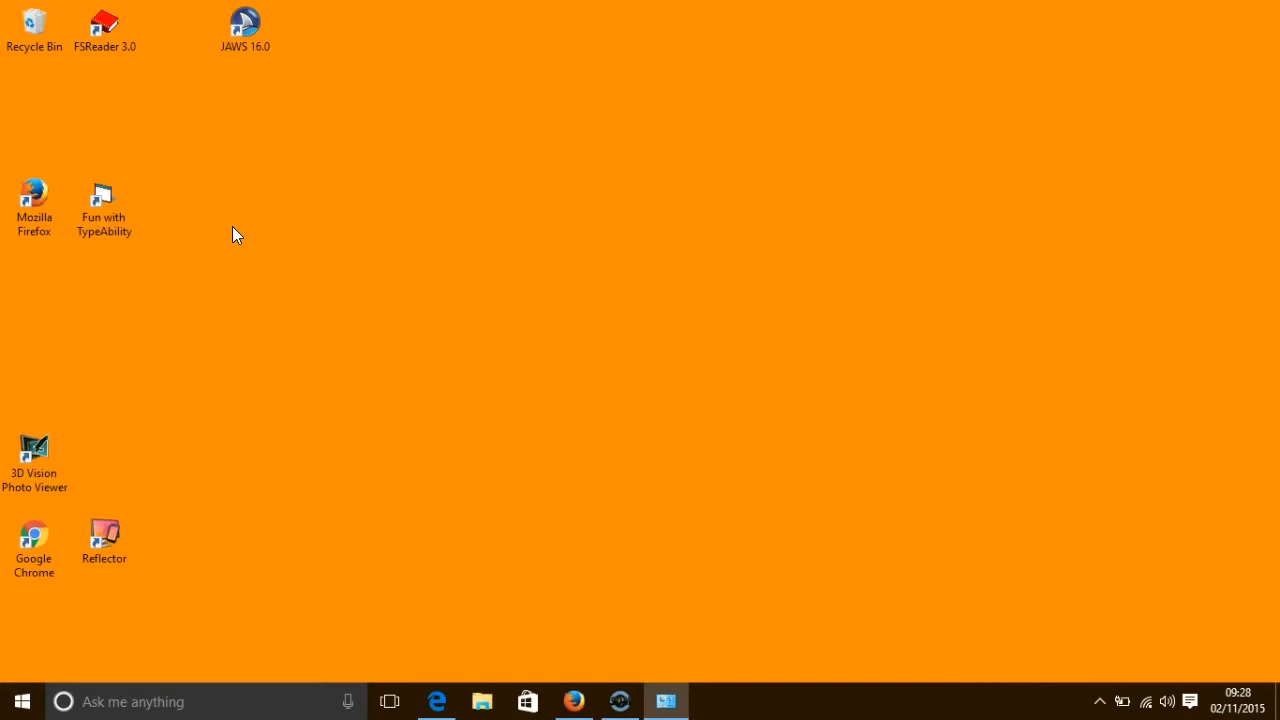 Recycle Bin
FSReader 3.0
JAWS 16.0
Mozilla
Firefox
Fun with
TypeAbility
3D Vision
Photo Viewer
Google
Chrome
Reflector
Ask me anything
09:28
02/11/2015